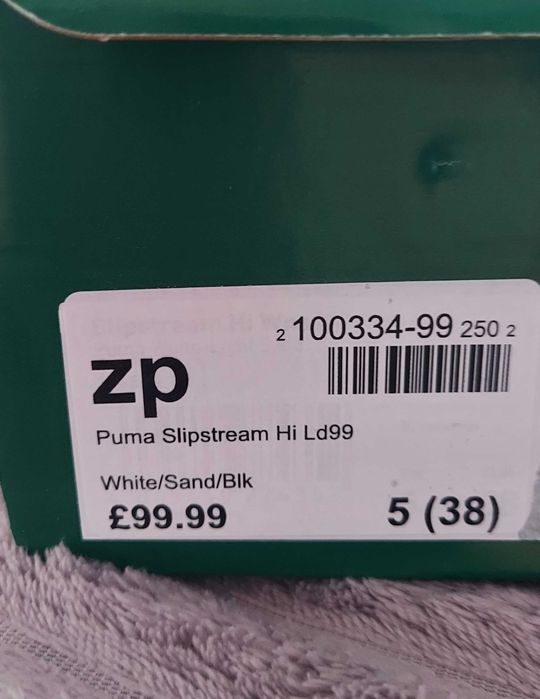 2 100334-99 250 2
zp
Puma Slipstream Hi Ld99
White/Sand/Blk
£99.99 5 (38)